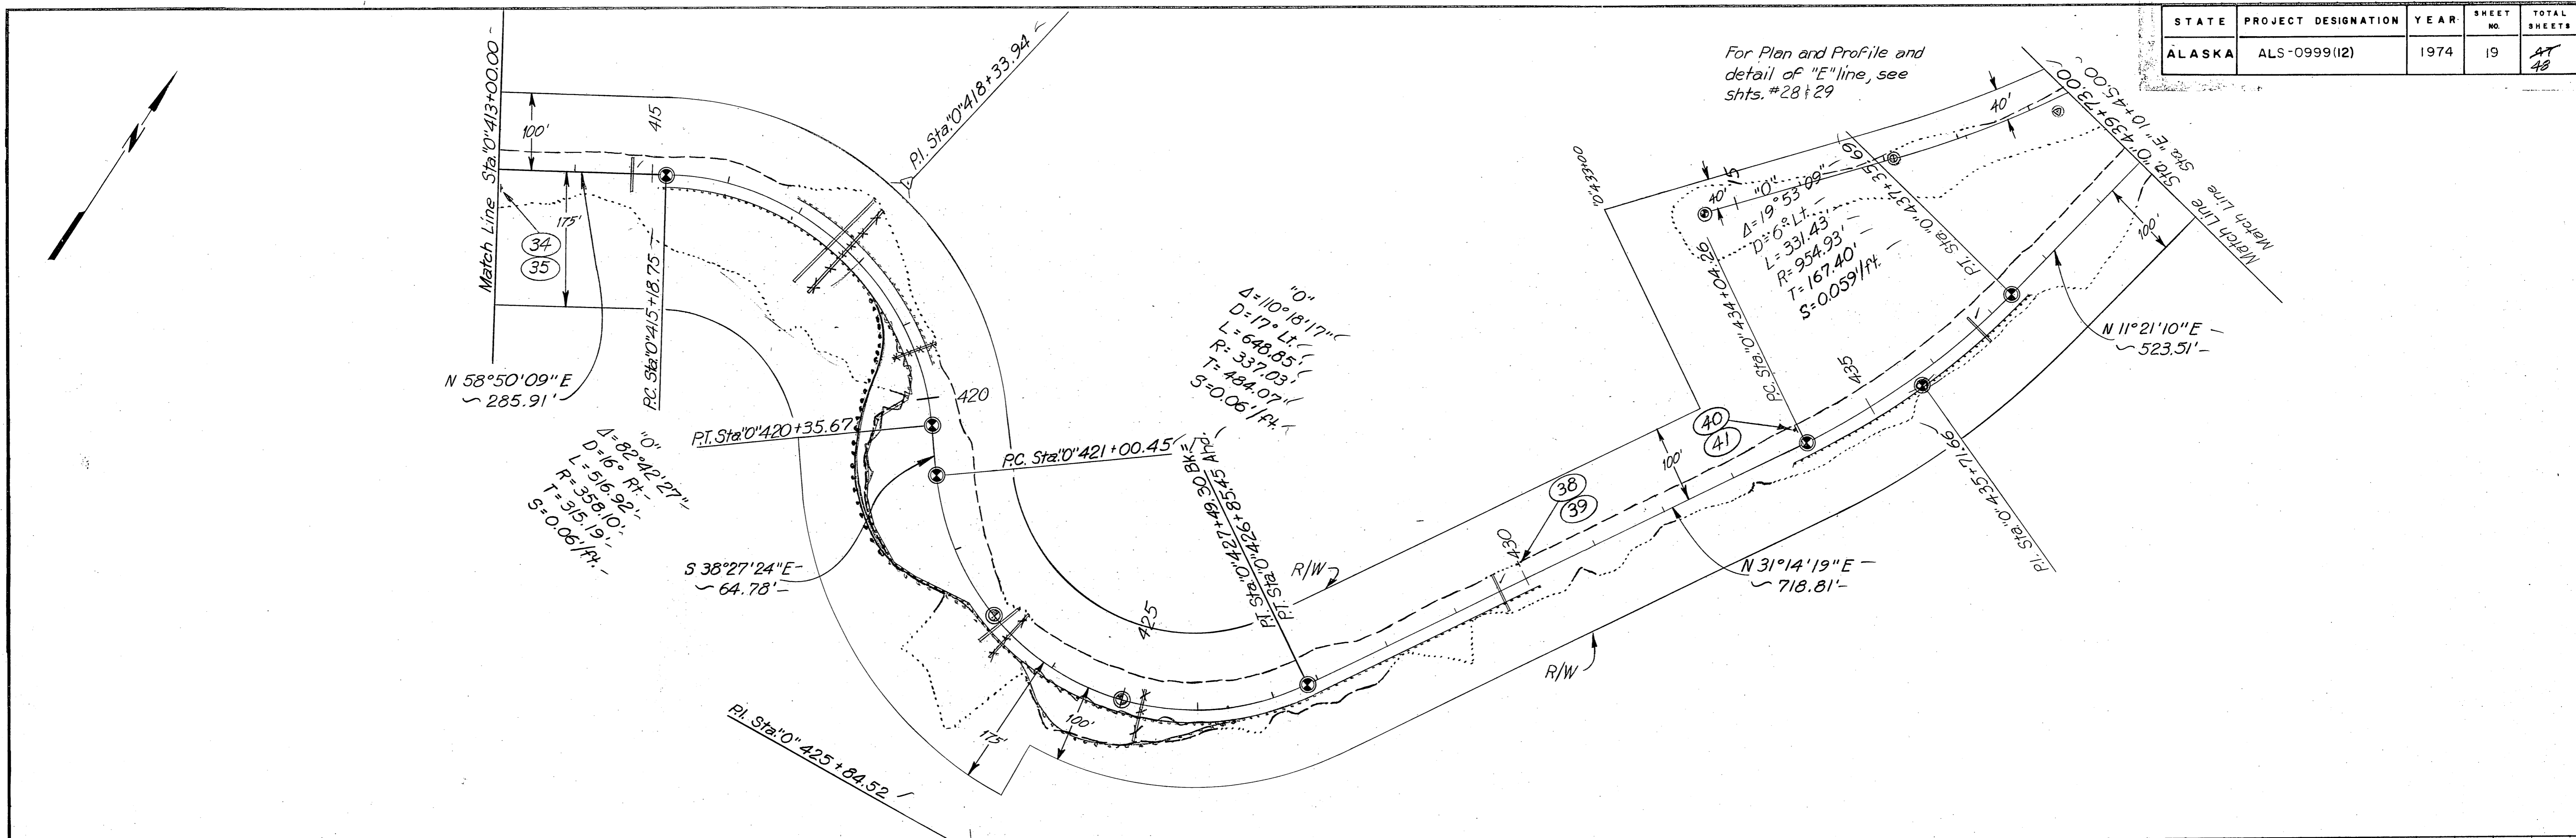 STATE PROJECT DESIGNATION YEAR SHEET NO. TOTAL SHEETS
ALASKA ALS-0999(12) 1974 19 47 48
For Plan and Profile and
detail of "E" line, see
shts. #28 & 29
Match Line Sta. "O" 413+00.00
100'
175'
34
35
415
P.C. Sta. "O" 415+18.75
P.I. Sta. "O" 418+33.94
N
N 58°50'09" E
~ 285.91'
"O"
Δ=82°42'27"
D=16° Rt.
L=516.92'
R=358.10'
T=315.19'
S=0.06'/ft.
P.T. Sta. "O" 420+35.67
420
P.C. Sta. "O" 421+00.45
S 38°27'24" E
~ 64.78'
"O"
Δ=110°18'17"
D=17° Lt.
L=648.85'
R=337.03'
T=484.07'
S=0.06'/ft.
P.T. Sta. "O" 427+49.30 BK=
P.T. Sta. "O" 426+85.45 Ahd.
425
175'
100'
P.I. Sta. "O" 425+84.52
R/W
R/W
430
38
39
100'
N 31°14'19" E
~ 718.81'
40
41
"O" 433+00
40'
15
40'
P.C. Sta. "O" 434+04.26
"O"
Δ=19°53'09"
D=6° Lt.
L=331.43'
R=954.93'
T=167.40'
S=0.059'/ft.
435
P.T. Sta. "O" 437+35.69
P.I. Sta. "O" 435+71.66
N 11°21'10" E
~ 523.51'
100'
Match Line Sta. "O" 439+73.00
Match Line Sta. "E" 10+45.00